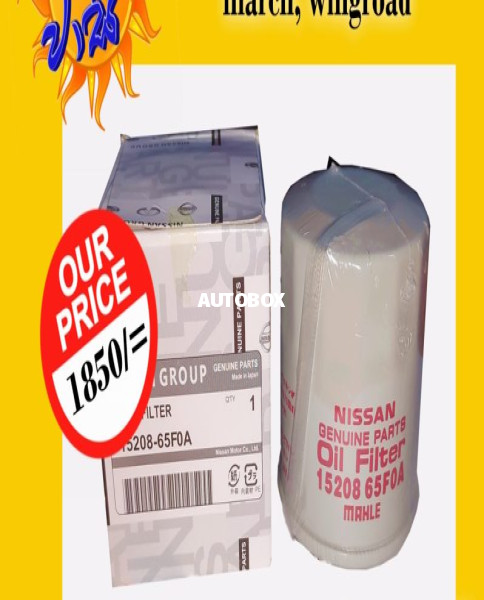 march, wingroad
OUR
PRICE
1850/=
AUTOBOX
GROUP
GENUINE PARTS
Made in Japan
FILTER
QTY
1
15208-65F0A
Nissan Motor Co., Ltd.
NISSAN
GENUINE PARTS
Oil Filter
15208 65F0A
MAHLE